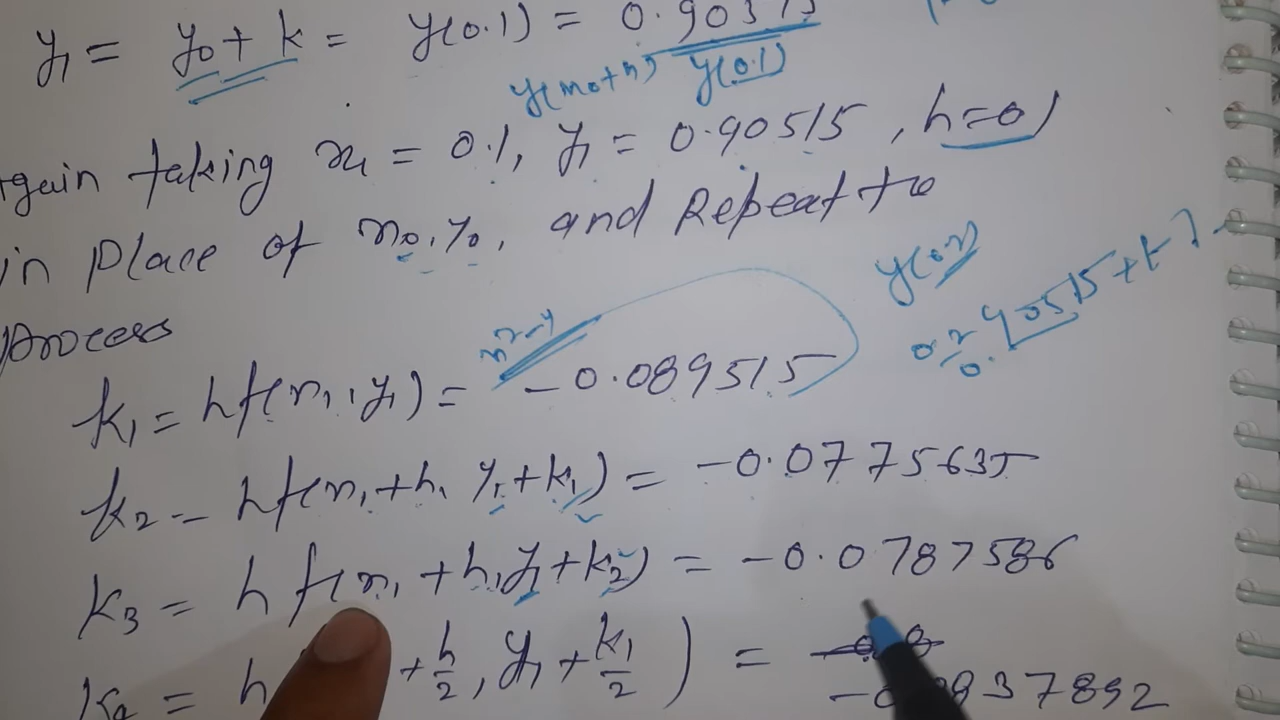 y₁ = y₀ + k = y(0.1) = 0.90515
y(x₀+h) y(0.1)
gain taking x₁ = 0.1, y₁ = 0.90515, h=0.1
in place of x₀, y₀, and Repeat the
process
y(0.2)
0.2
0.90515+k
x²-y
k₁ = hf(x₁, y₁) = -0.089515
k₂ = hf(x₁+h, y₁+k₁) = -0.0775635
k₃ = hf(x₁+h, y₁+k₂) = -0.0787586
= h + h/2, y₁ + k₁/2) =
37892